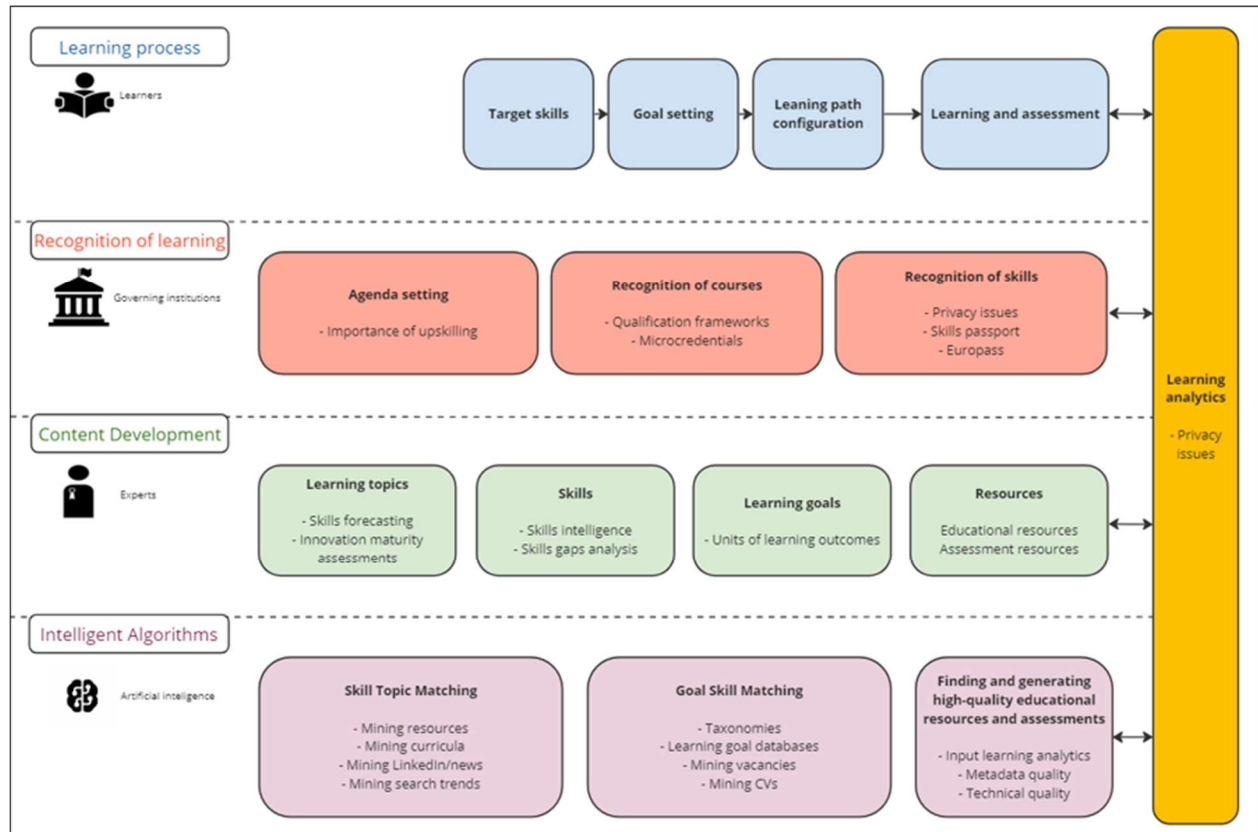 Learning process
Learners
Target skills
Goal setting
Leaning path
configuration
Learning and assessment
Recognition of learning
Governing institutions
Agenda setting
- Importance of upskilling
Recognition of courses
- Qualification frameworks
- Microcredentials
Recognition of skills
- Privacy issues
- Skills passport
- Europass
Learning
analytics
- Privacy
issues
Content Development
Experts
Learning topics
- Skills forecasting
- Innovation maturity
assessments
Skills
- Skills intelligence
- Skills gaps analysis
Learning goals
- Units of learning outcomes
Resources
Educational resources
Assessment resources
Intelligent Algorithms
Artificial inteligence
Skill Topic Matching
- Mining resources
- Mining curricula
- Mining LinkedIn/news
- Mining search trends
Goal Skill Matching
- Taxonomies
- Learning goal databases
- Mining vacancies
- Mining CVs
Finding and generating
high-quality educational
resources and assessments
- Input learning analytics
- Metadata quality
- Technical quality